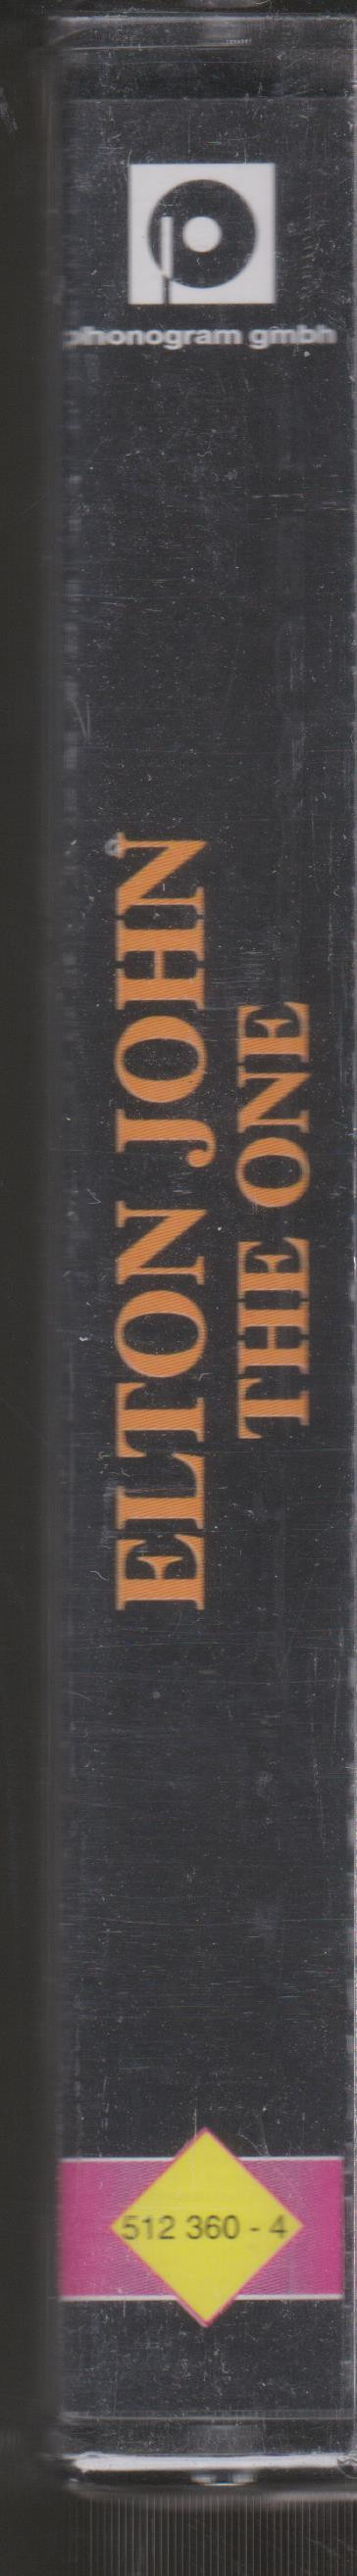 phonogram gmbh
ELTON JOHN
THE ONE
512 360 - 4